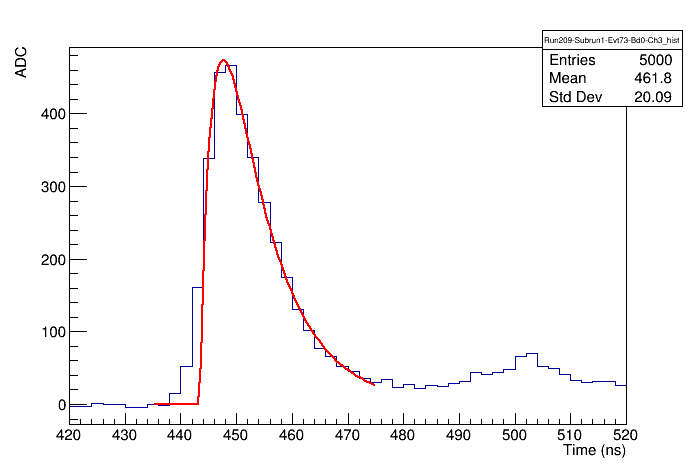 Run209-Subrun1-Evt73-Bd0-Ch3_hist
Entries 5000
Mean 461.8
Std Dev 20.09
ADC
400
300
200
100
0
420 430 440 450 460 470 480 490 500 510 520
Time (ns)